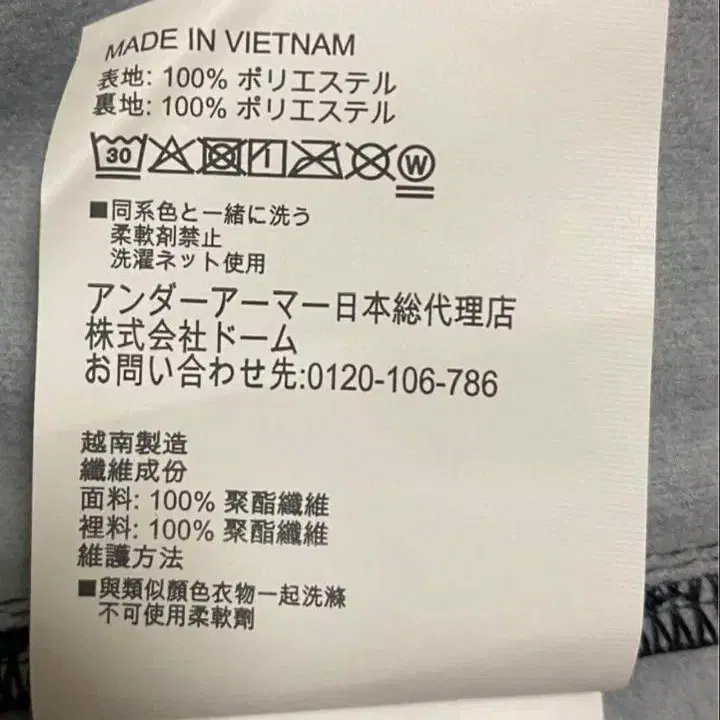 MADE IN VIETNAM
表地: 100% ポリエステル
裏地: 100% ポリエステル
30 W
■同系色と一緒に洗う
柔軟剤禁止
洗濯ネット使用
アンダーアーマー日本総代理店
株式会社ドーム
お問い合わせ先:0120-106-786
越南製造
纖維成份
面料: 100% 聚酯纖維
裡料: 100% 聚酯纖維
維護方法
■與類似顏色衣物一起洗滌
不可使用柔軟劑